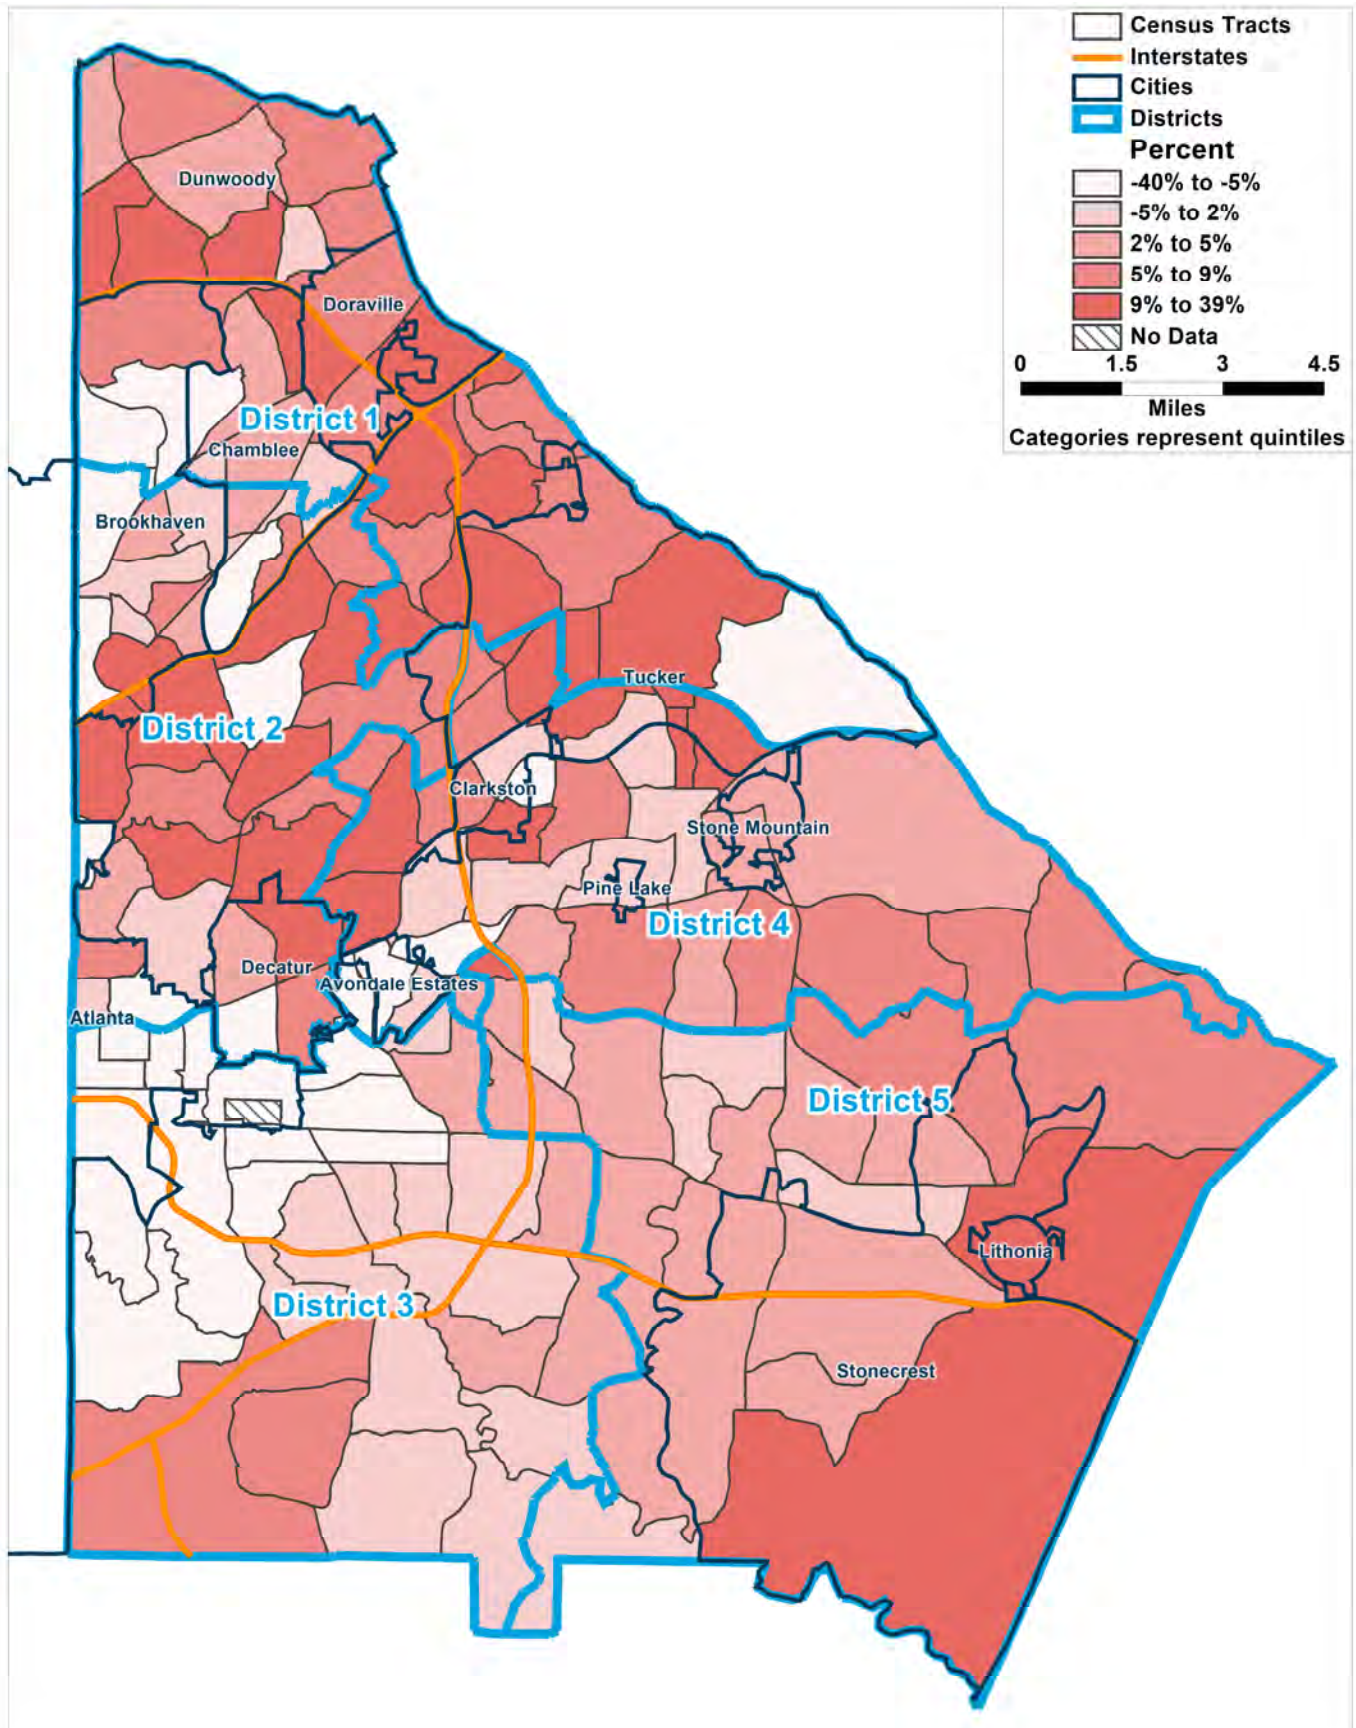 Census Tracts
Interstates
Cities
Districts
Percent
-40% to -5%
-5% to 2%
2% to 5%
5% to 9%
9% to 39%
No Data
0 1.5 3 4.5
Miles
Categories represent quintiles
Dunwoody
Doraville
District 1
Chamblee
Brookhaven
Tucker
District 2
Clarkston
Stone Mountain
Pine Lake
District 4
Decatur
Avondale Estates
Atlanta
District 5
Lithonia
District 3
Stonecrest